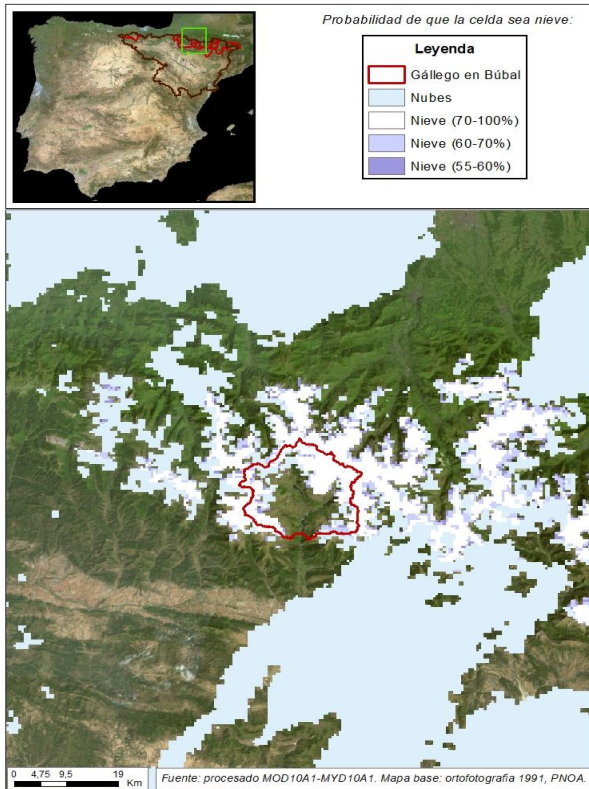 Probabilidad de que la celda sea nieve:
Leyenda
Gállego en Búbal
Nubes
Nieve (70-100%)
Nieve (60-70%)
Nieve (55-60%)
0 4,75 9,5 19
Km
Fuente: procesado MOD10A1-MYD10A1. Mapa base: ortofotografia 1991, PNOA.